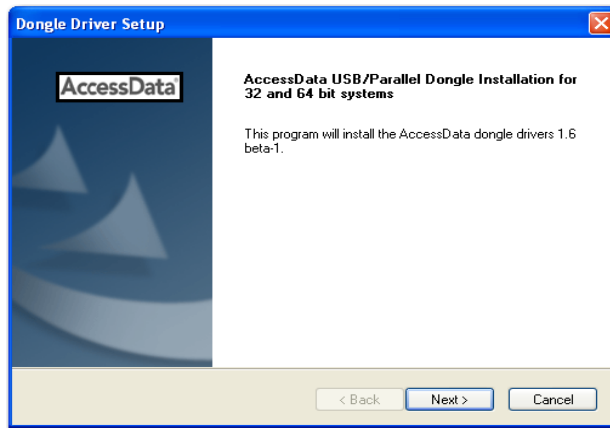 Dongle Driver Setup
AccessData
AccessData USB/Parallel Dongle Installation for
32 and 64 bit systems
This program will install the AccessData dongle drivers 1.6
beta-1.
< Back
Next >
Cancel